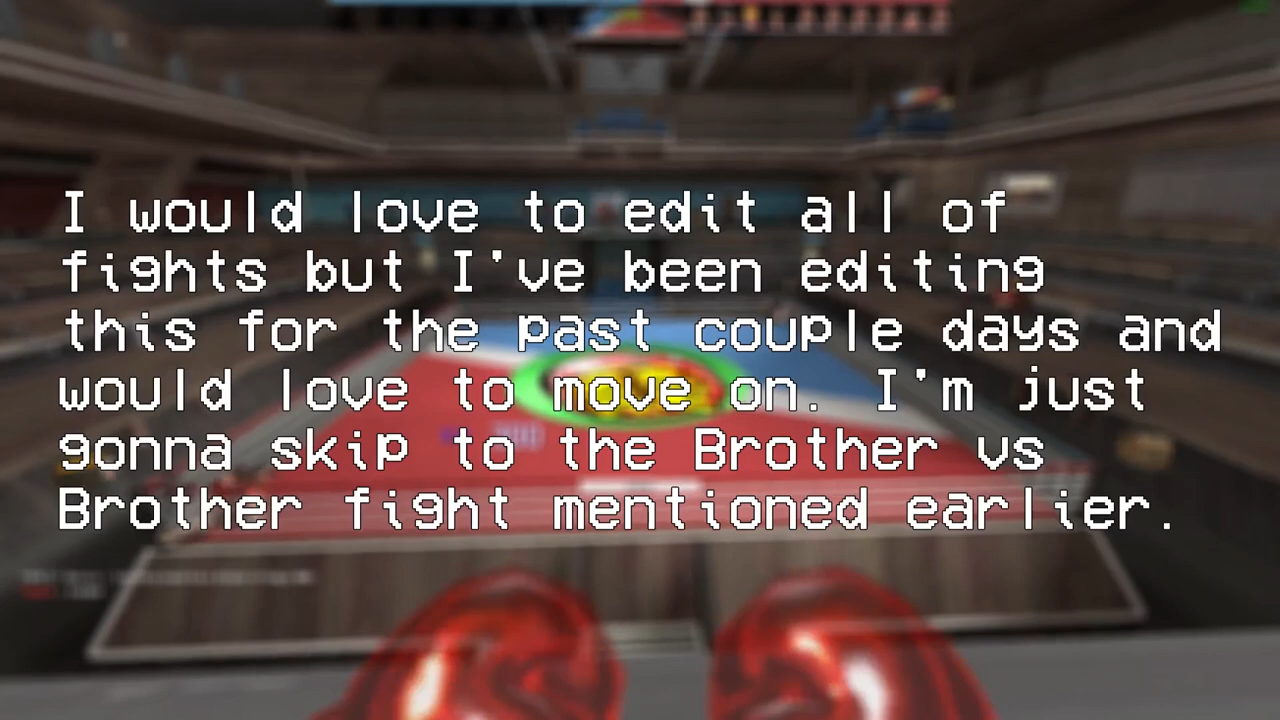 I would love to edit all of
fights but I've been editing
this for the past couple days and
would love to move on. I'm just
gonna skip to the Brother vs
Brother fight mentioned earlier.